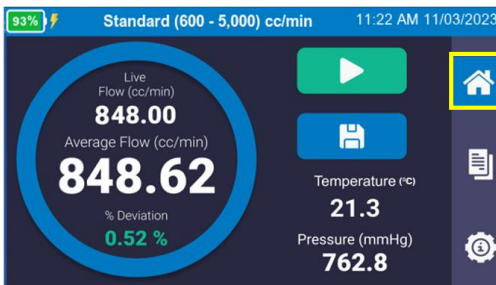 93% Standard (600 - 5,000) cc/min 11:22 AM 11/03/2023
Live
Flow (cc/min)
848.00
Average Flow (cc/min)
848.62
% Deviation
0.52 %
Temperature (°C)
21.3
Pressure (mmHg)
762.8